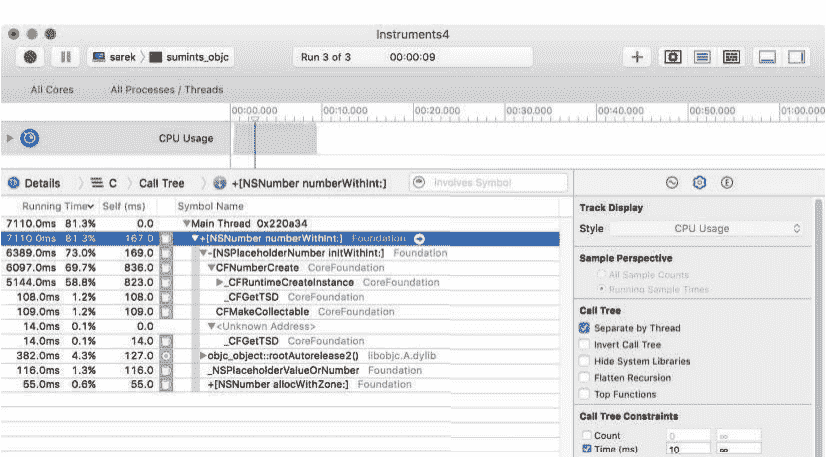 Instruments4
sarek sumints_objc Run 3 of 3 00:00:09
All Cores All Processes / Threads
00:00.000 00:10.000 00:20.000 00:30.000 00:40.000 00:50.000 01:00.000
CPU Usage
Details C Call Tree +[NSNumber numberWithInt:] Involves Symbol
Running Time Self (ms) Symbol Name
7110.0ms 81.3% 0.0 Main Thread 0x220a34
7110.0ms 81.3% 167.0 +[NSNumber numberWithInt:] Foundation
6389.0ms 73.0% 169.0 -[NSPlaceholderNumber initWithInt:] Foundation
6097.0ms 69.7% 836.0 CFNumberCreate CoreFoundation
5144.0ms 58.8% 823.0 _CFRuntimeCreateInstance CoreFoundation
108.0ms 1.2% 108.0 _CFGetTSD CoreFoundation
109.0ms 1.2% 109.0 CFMakeCollectable CoreFoundation
14.0ms 0.1% 0.0 <Unknown Address>
14.0ms 0.1% 14.0 _CFGetTSD CoreFoundation
382.0ms 4.3% 127.0 objc_object::rootAutorelease2() libobjc.A.dylib
116.0ms 1.3% 116.0 _NSPlaceholderValueOrNumber Foundation
55.0ms 0.6% 55.0 +[NSNumber allocWithZone:] Foundation
Track Display
Style CPU Usage
Sample Perspective
All Sample Counts
Running Sample Times
Call Tree
Separate by Thread
Invert Call Tree
Hide System Libraries
Flatten Recursion
Top Functions
Call Tree Constraints
Count 0 ∞
Time (ms) 10 ∞